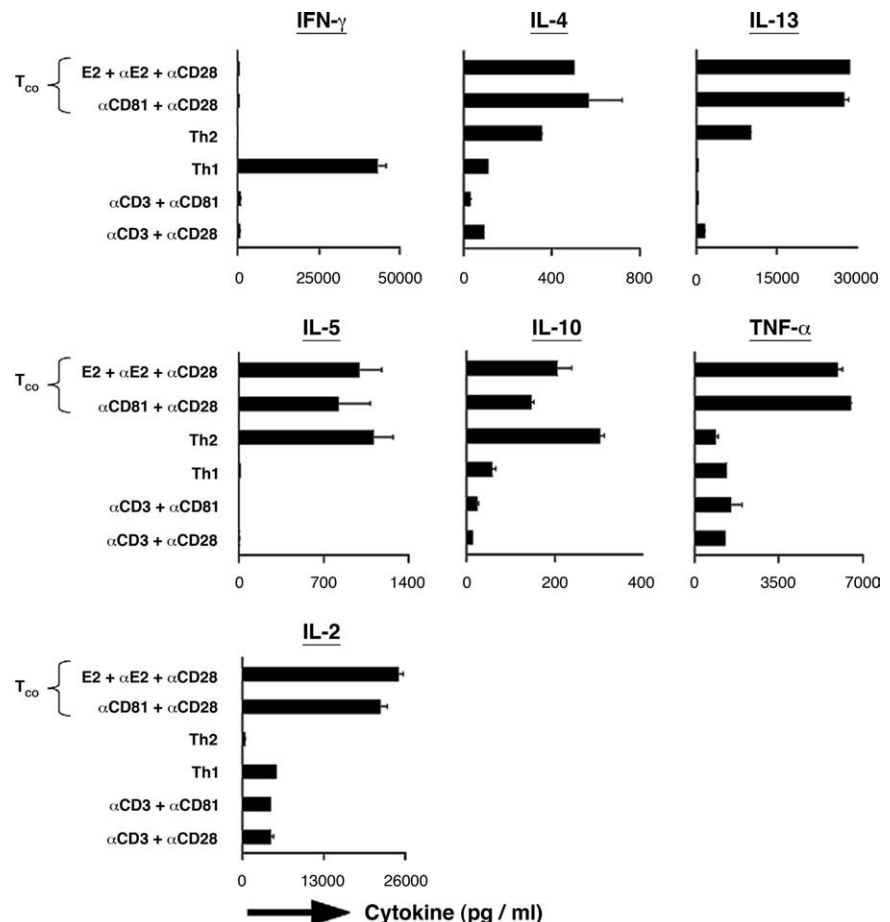 IFN-γ IL-4 IL-13
T_co E2 + αE2 + αCD28
αCD81 + αCD28
Th2
Th1
αCD3 + αCD81
αCD3 + αCD28
0 25000 50000 0 400 800 0 15000 30000
IL-5 IL-10 TNF-α
T_co E2 + αE2 + αCD28
αCD81 + αCD28
Th2
Th1
αCD3 + αCD81
αCD3 + αCD28
0 700 1400 0 200 400 0 3500 7000
IL-2
T_co E2 + αE2 + αCD28
αCD81 + αCD28
Th2
Th1
αCD3 + αCD81
αCD3 + αCD28
0 13000 26000
Cytokine (pg / ml)